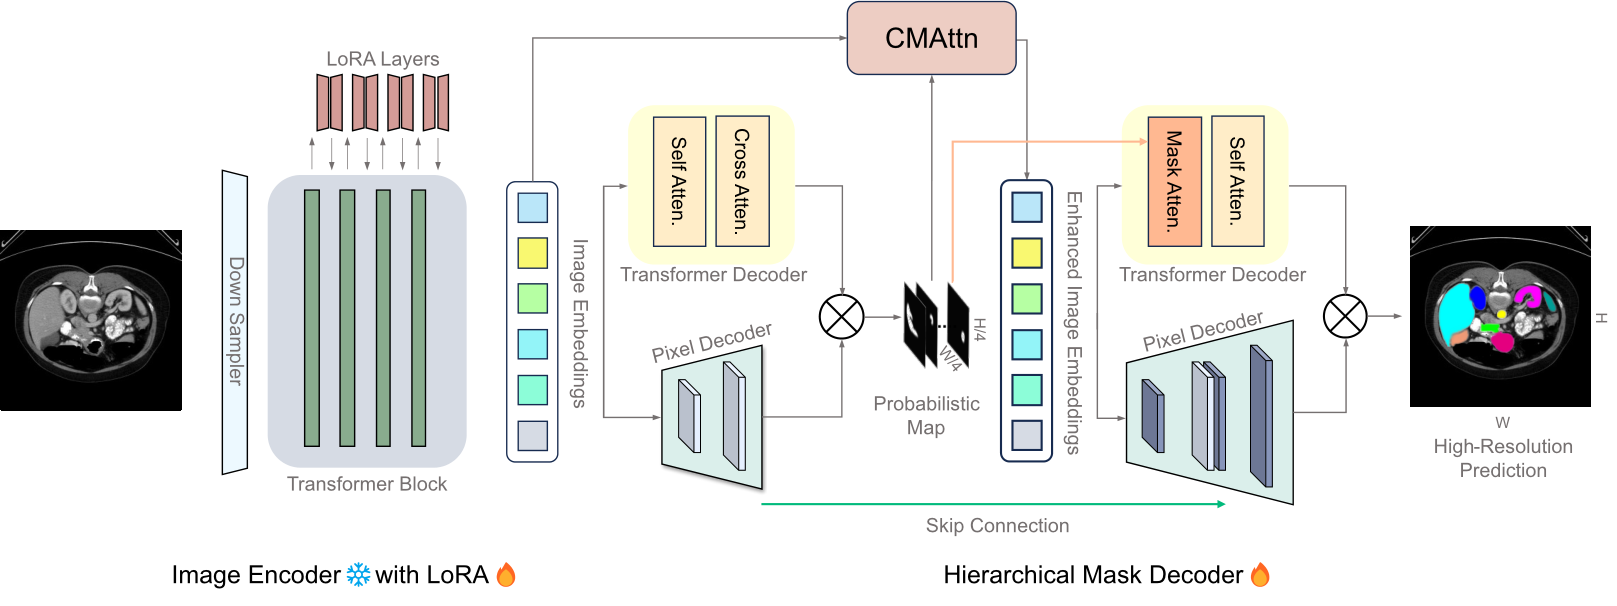 CMAttn
LoRA Layers
Down Sampler
Transformer Block
Image Embeddings
Self Atten.
Cross Atten.
Transformer Decoder
Pixel Decoder
H/4
W/4
Probabilistic
Map
Enhanced Image Embeddings
Mask Atten.
Self Atten.
Transformer Decoder
Pixel Decoder
H
W
High-Resolution
Prediction
Skip Connection
Image Encoder with LoRA
Hierarchical Mask Decoder